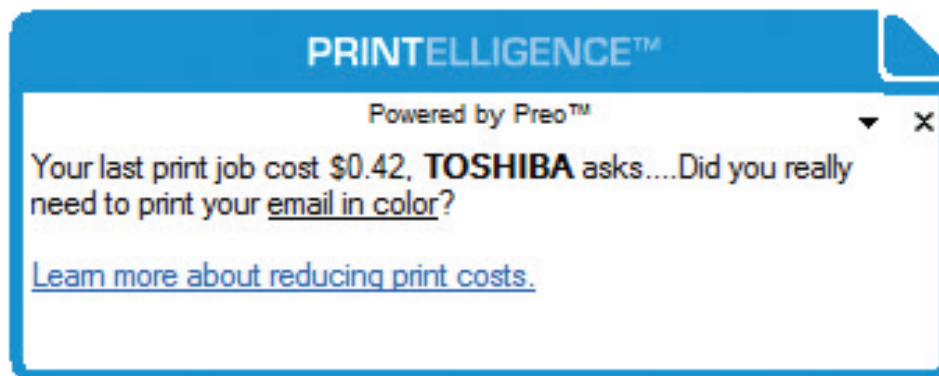 PRINTELLIGENCE™
Powered by Preo™
Your last print job cost $0.42, TOSHIBA asks....Did you really
need to print your email in color?
Learn more about reducing print costs.